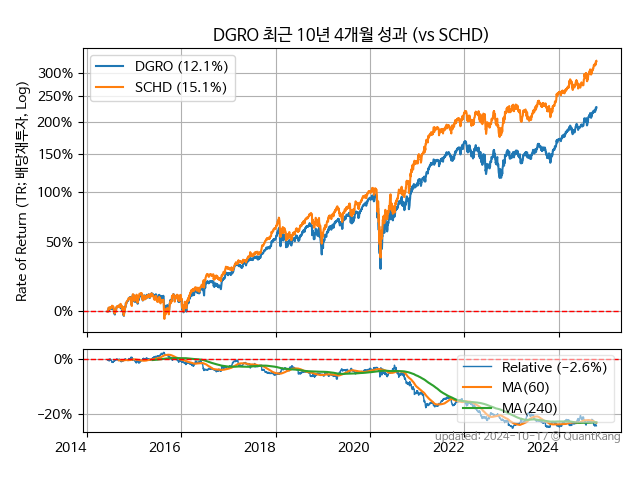 DGRO 최근 10년 4개월 성과 (vs SCHD)
Rate of Return (TR; 배당재투자, Log)
DGRO (12.1%)
SCHD (15.1%)
300%
250%
200%
150%
100%
50%
0%
Relative (−2.6%)
MA(60)
MA(240)
0%
−20%
updated: 2024-10-17 © QuantKang
2014
2016
2018
2020
2022
2024